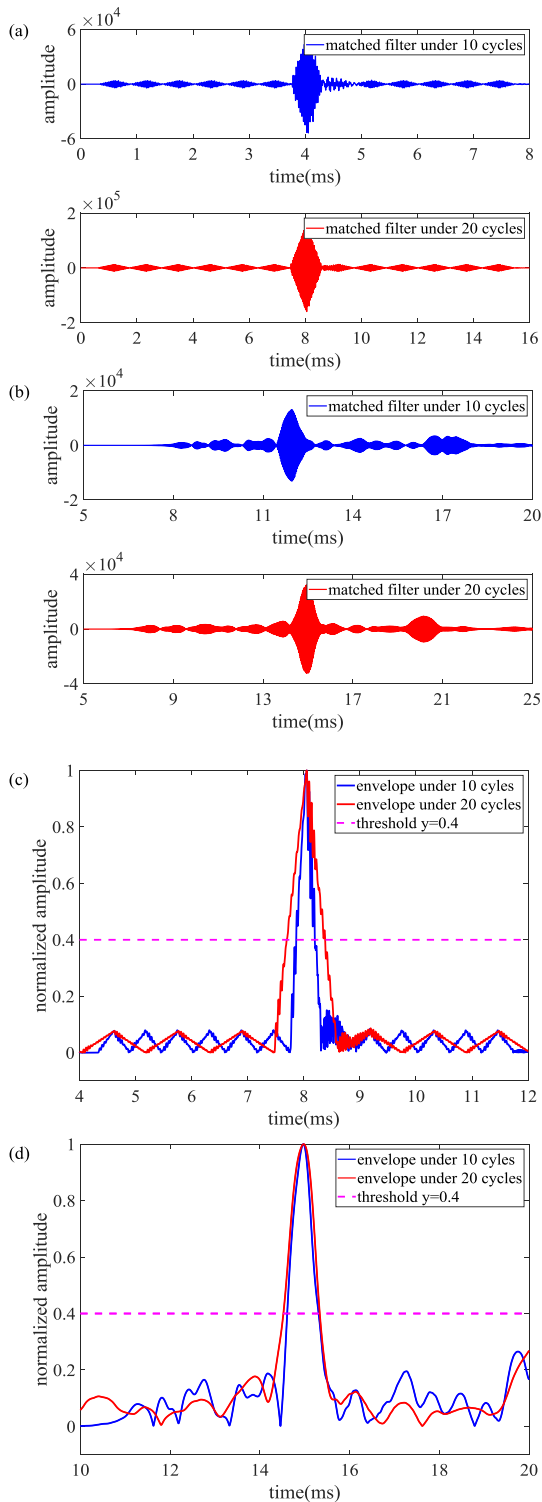 (a)
×10^4
matched filter under 10 cycles
6
0
-6
amplitude
0 1 2 3 4 5 6 7 8
time(ms)
×10^5
matched filter under 20 cycles
2
0
-2
amplitude
0 2 4 6 8 10 12 14 16
time(ms)
(b)
×10^4
matched filter under 10 cycles
2
0
-2
amplitude
5 8 11 14 17 20
time(ms)
×10^4
matched filter under 20 cycles
4
0
-4
amplitude
5 9 13 17 21 25
time(ms)
(c)
envelope under 10 cyles
envelope under 20 cycles
threshold y=0.4
1
0.8
0.6
0.4
0.2
0
normalized amplitude
4 5 6 7 8 9 10 11 12
time(ms)
(d)
envelope under 10 cyles
envelope under 20 cycles
threshold y=0.4
1
0.8
0.6
0.4
0.2
0
normalized amplitude
10 12 14 16 18 20
time(ms)